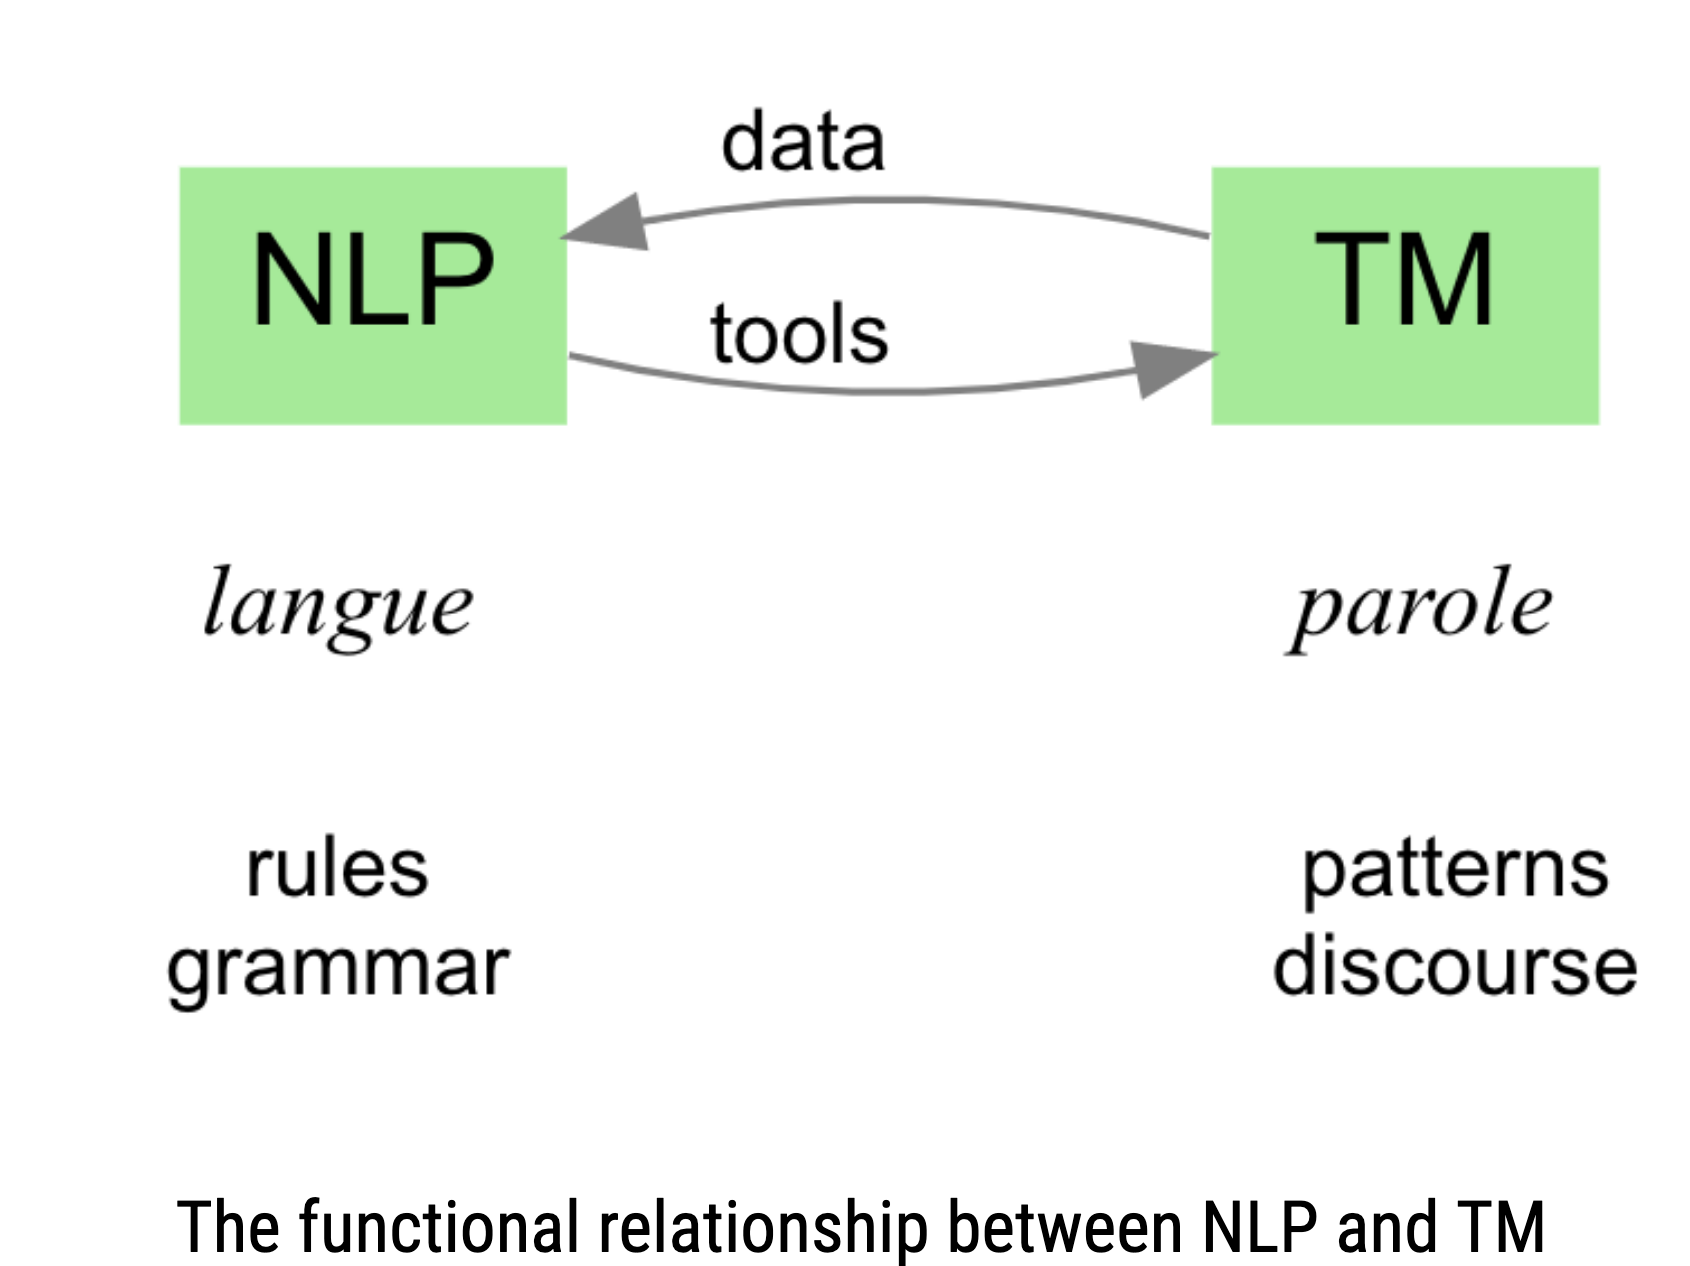 data
NLP
TM
tools
langue
parole
rules
grammar
patterns
discourse
The functional relationship between NLP and TM